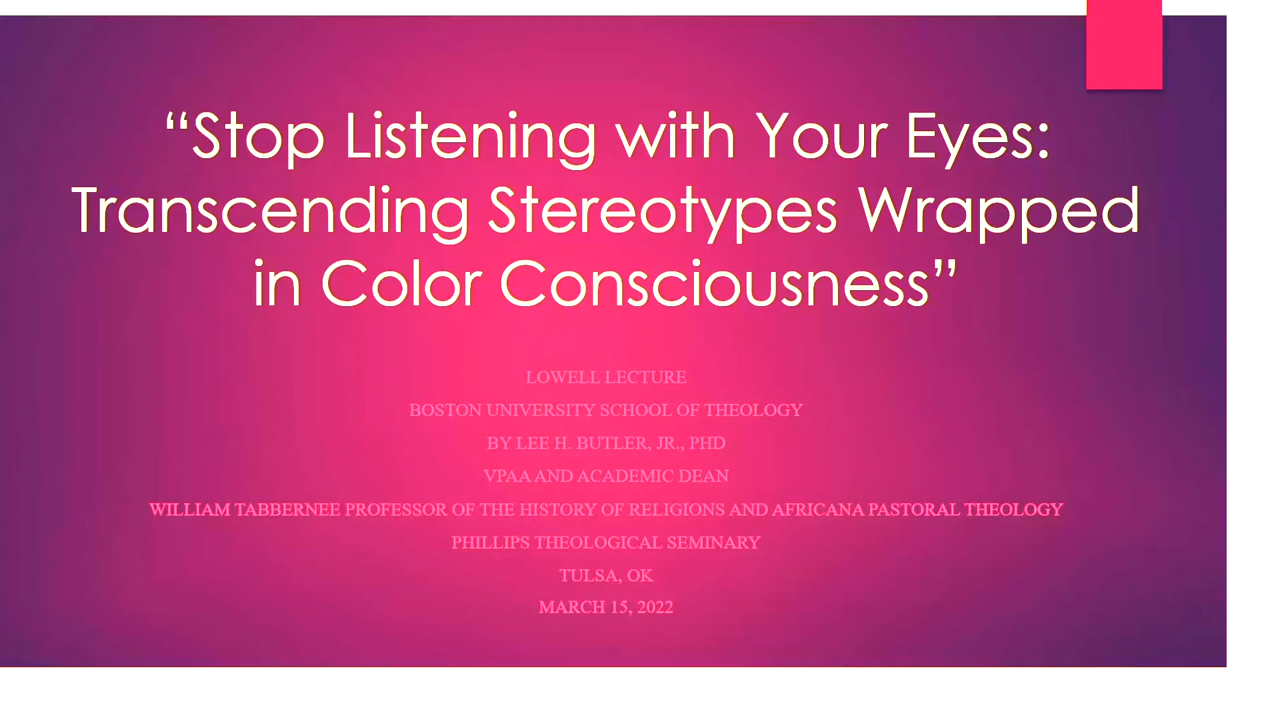 “Stop Listening with Your Eyes:
Transcending Stereotypes Wrapped
in Color Consciousness”
LOWELL LECTURE
BOSTON UNIVERSITY SCHOOL OF THEOLOGY
BY LEE H. BUTLER, JR., PHD
VPAA AND ACADEMIC DEAN
WILLIAM TABBERNEE PROFESSOR OF THE HISTORY OF RELIGIONS AND AFRICANA PASTORAL THEOLOGY
PHILLIPS THEOLOGICAL SEMINARY
TULSA, OK
MARCH 15, 2022